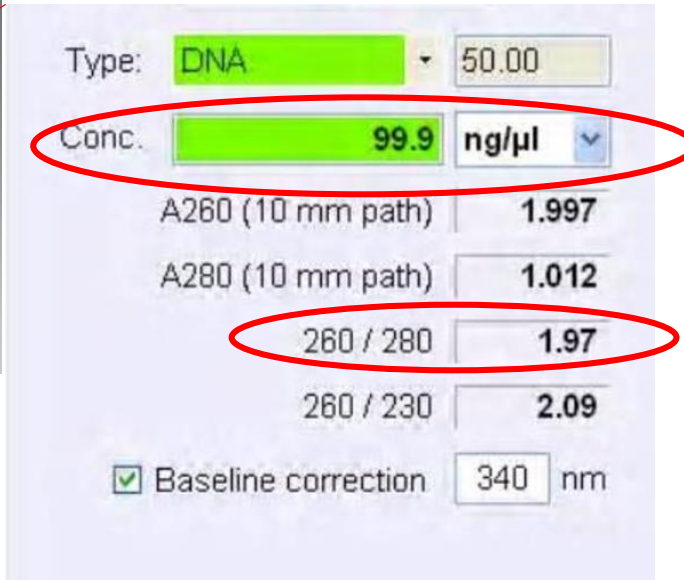 Type: DNA 50.00
Conc. 99.9 ng/µl
A260 (10 mm path) 1.997
A280 (10 mm path) 1.012
260 / 280 1.97
260 / 230 2.09
Baseline correction 340 nm